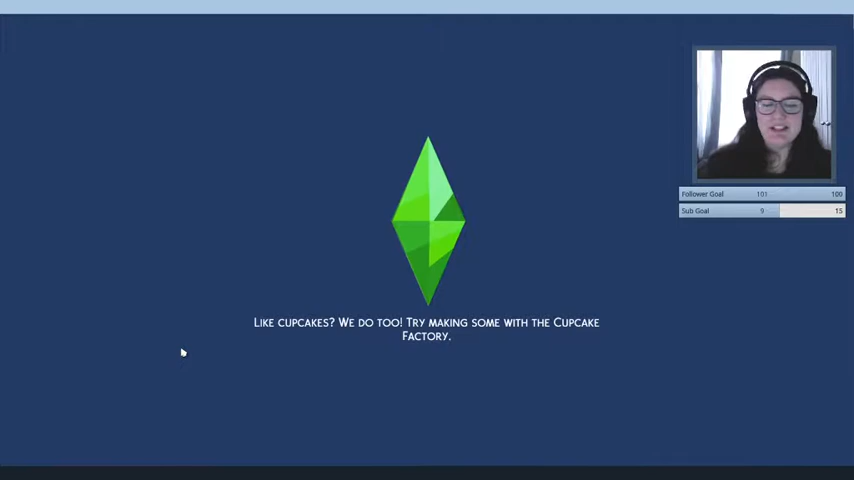 Follower Goal 101 100
Sub Goal 9 15
LIKE CUPCAKES? WE DO TOO! TRY MAKING SOME WITH THE CUPCAKE
FACTORY.